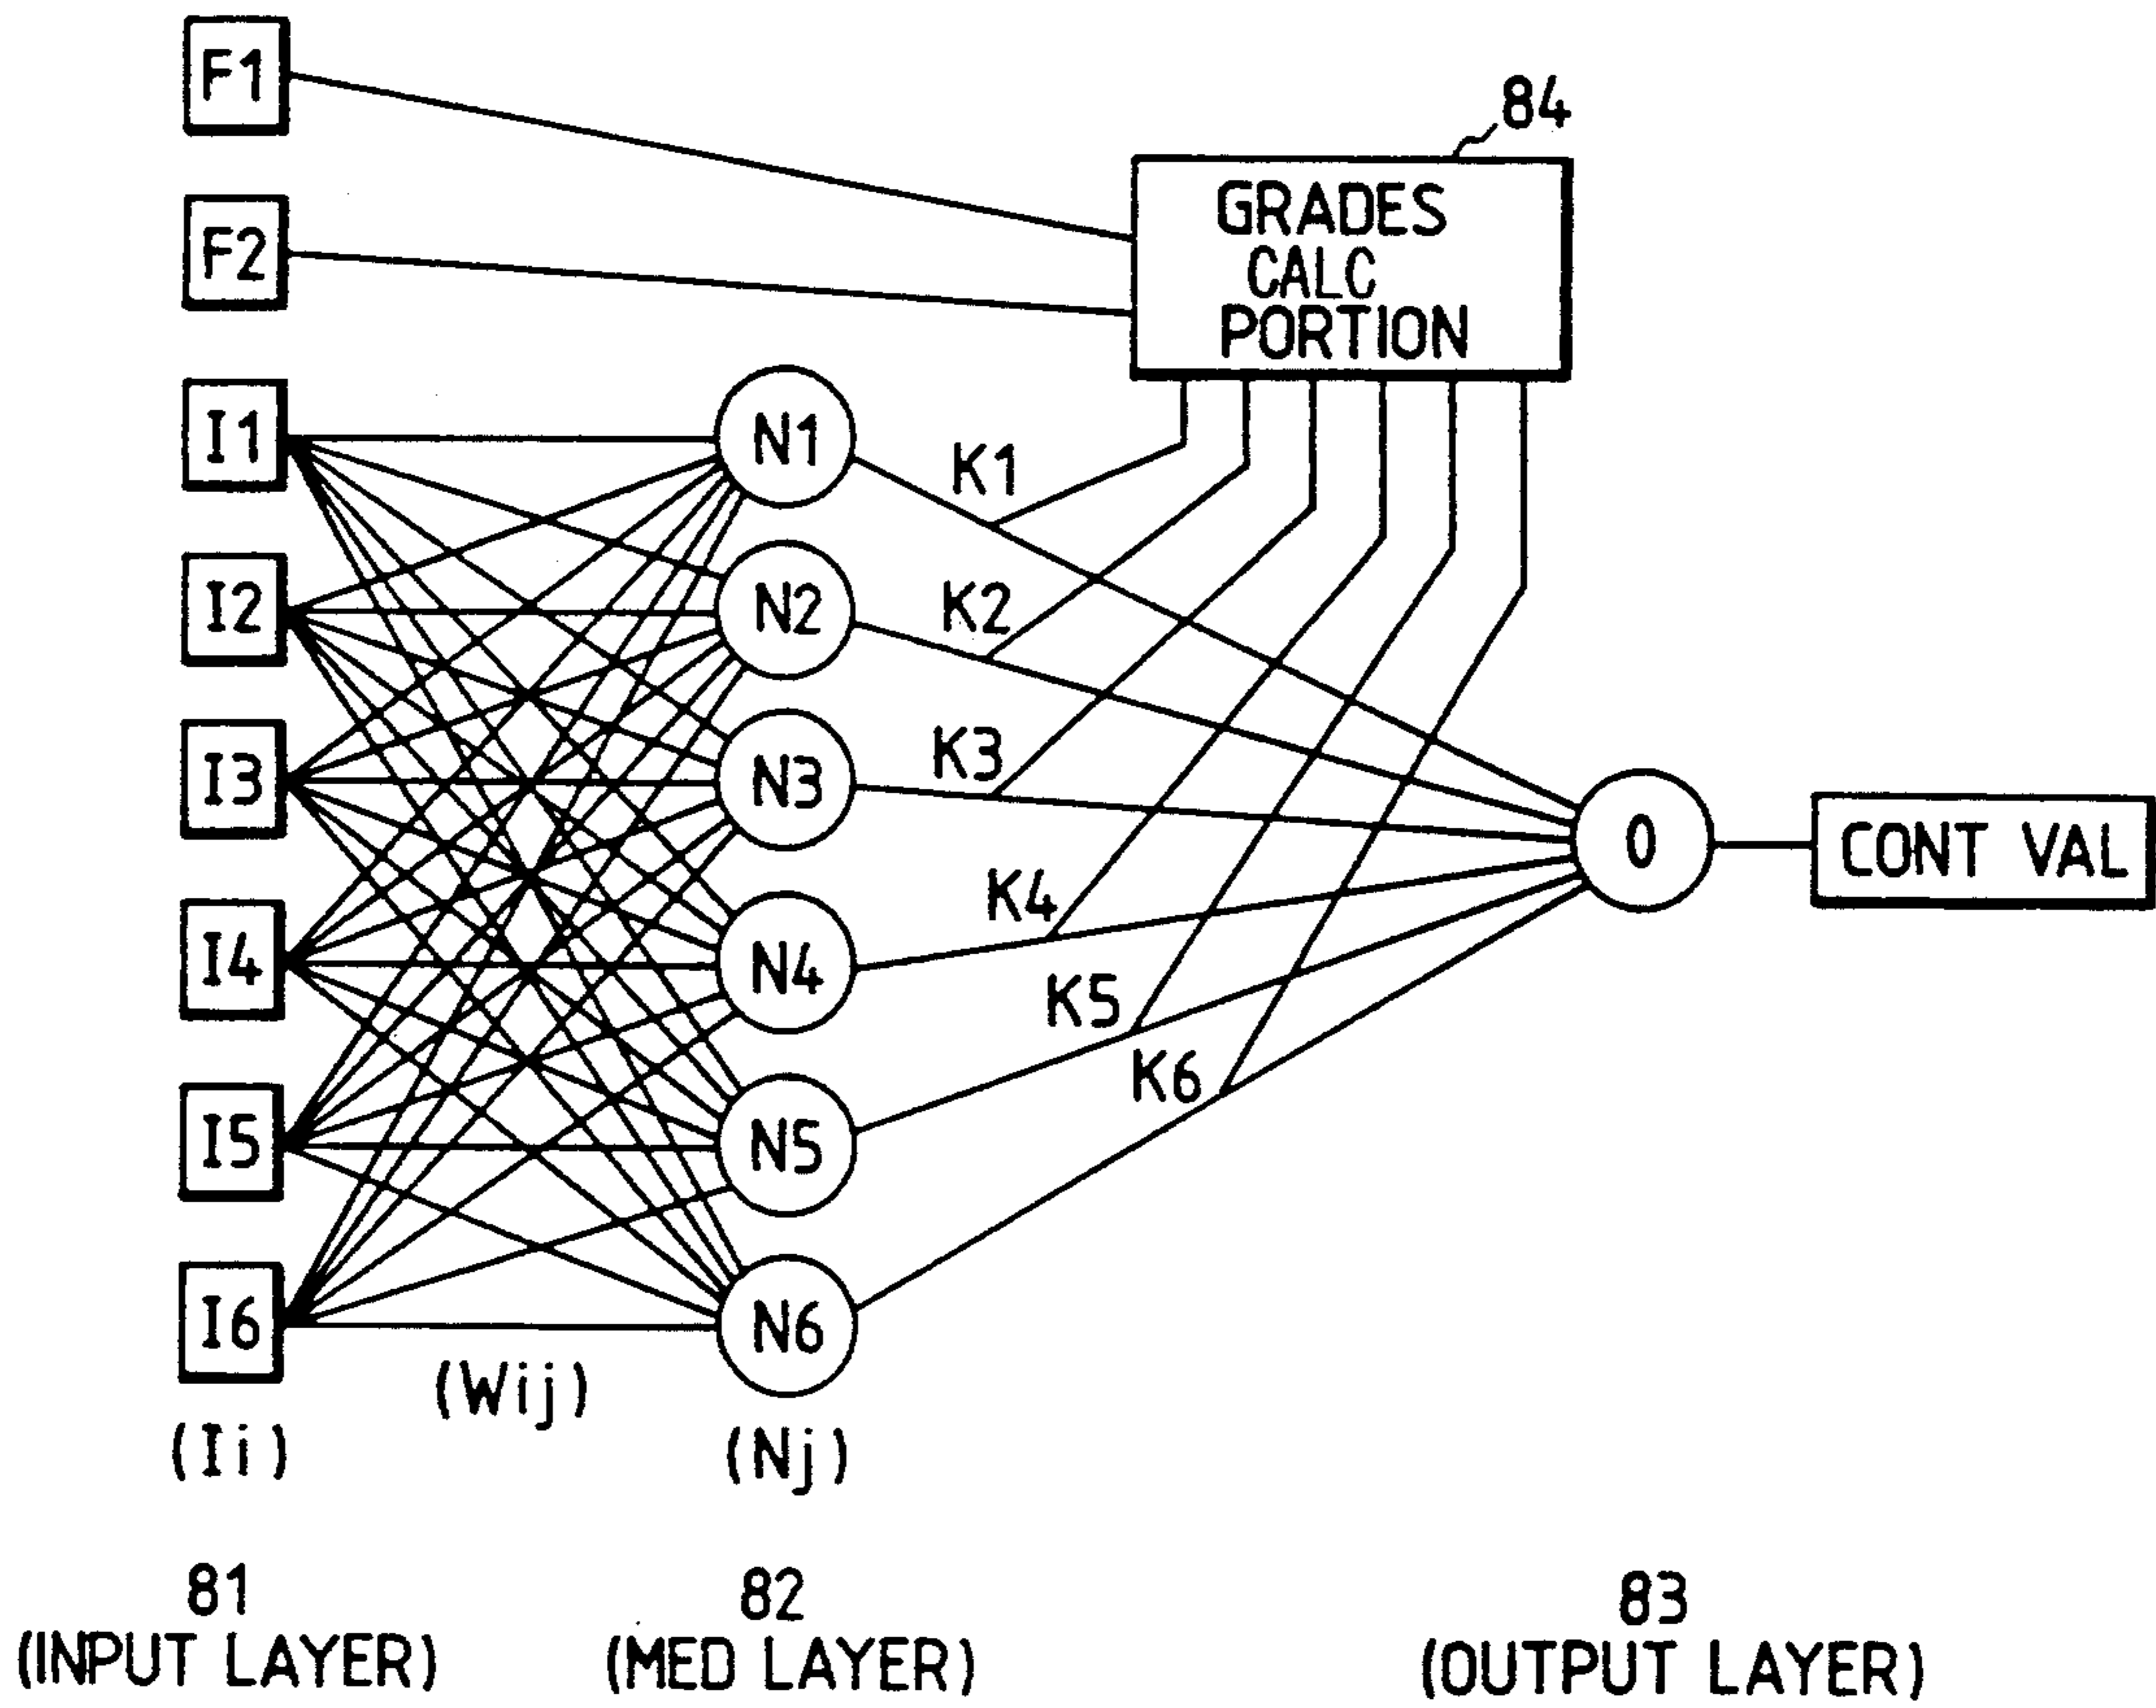 F1
84
GRADES
CALC
PORTION
F2
I1
N1
K1
I2
N2
K2
I3
N3
K3
O
CONT VAL
I4
N4
K4
K5
I5
N5
K6
I6
N6
(Wij)
(Ii)
(Nj)
81
82
83
(INPUT LAYER)
(MED LAYER)
(OUTPUT LAYER)